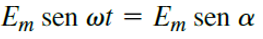 Eₘ sen ωt = Eₘ sen α